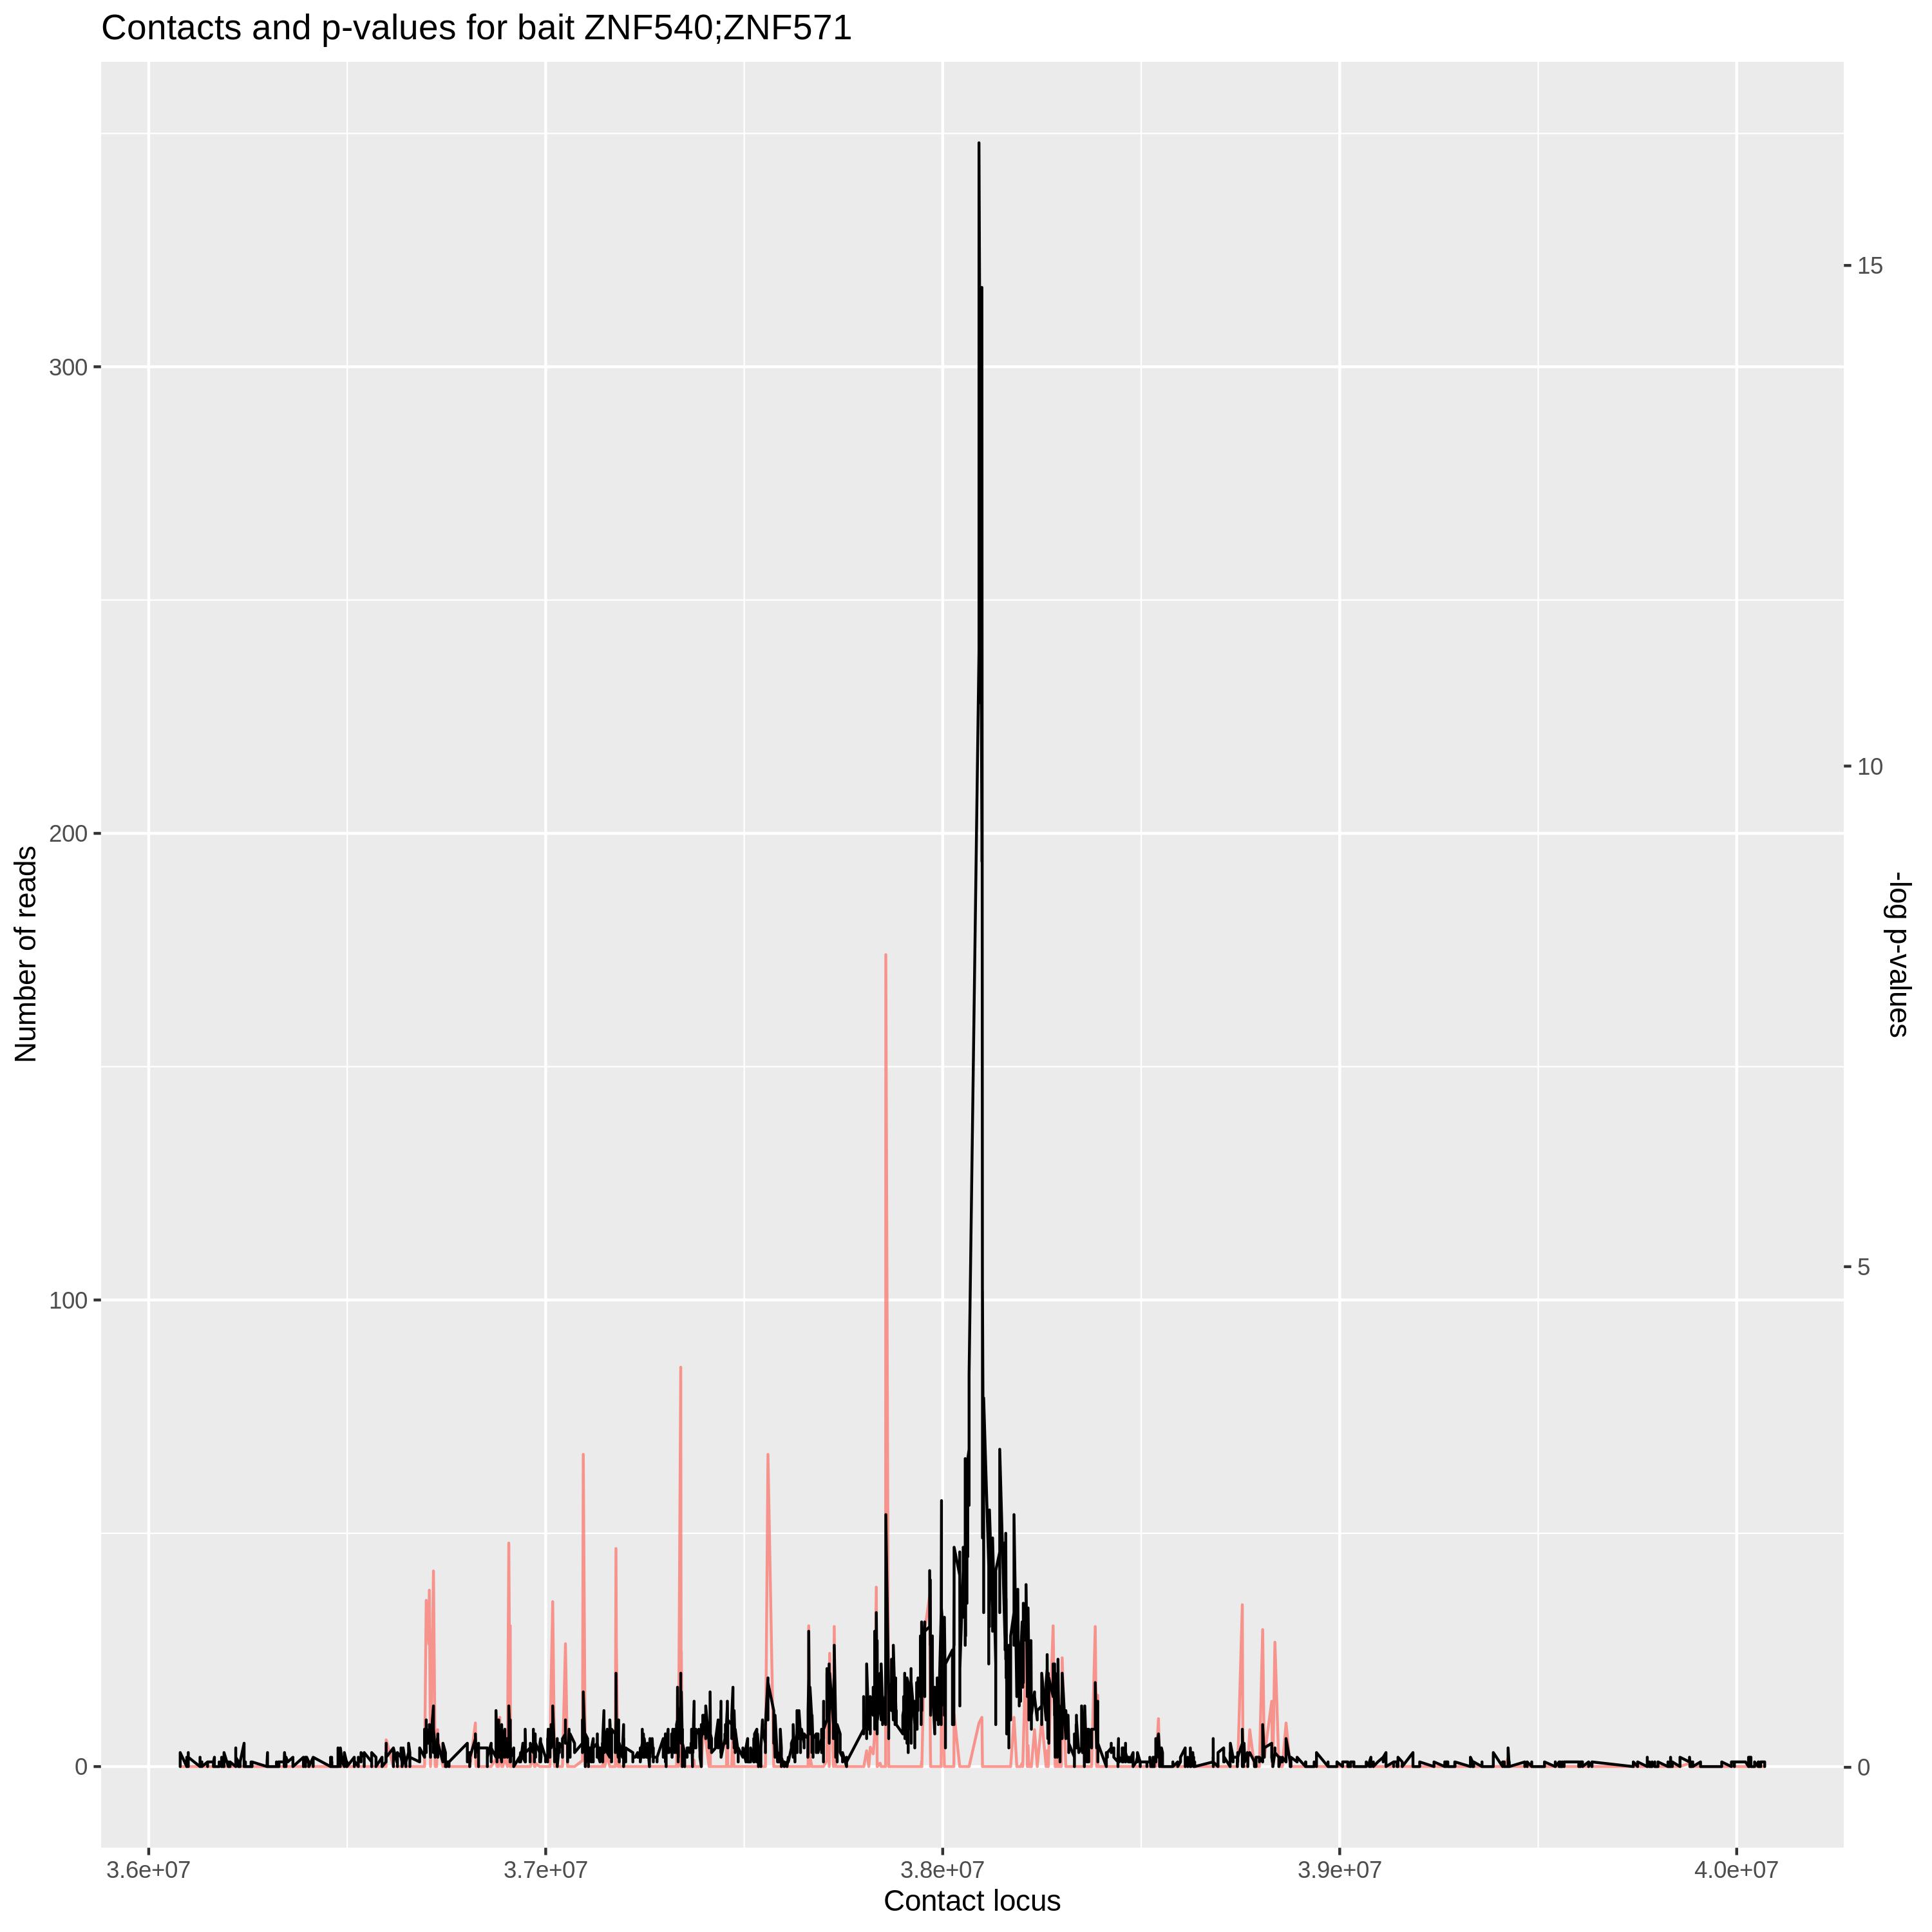 Contacts and p-values for bait ZNF540;ZNF571
Number of reads
300
200
100
0
15
10
5
0
-log p-values
3.6e+07
3.7e+07
3.8e+07
3.9e+07
4.0e+07
Contact locus